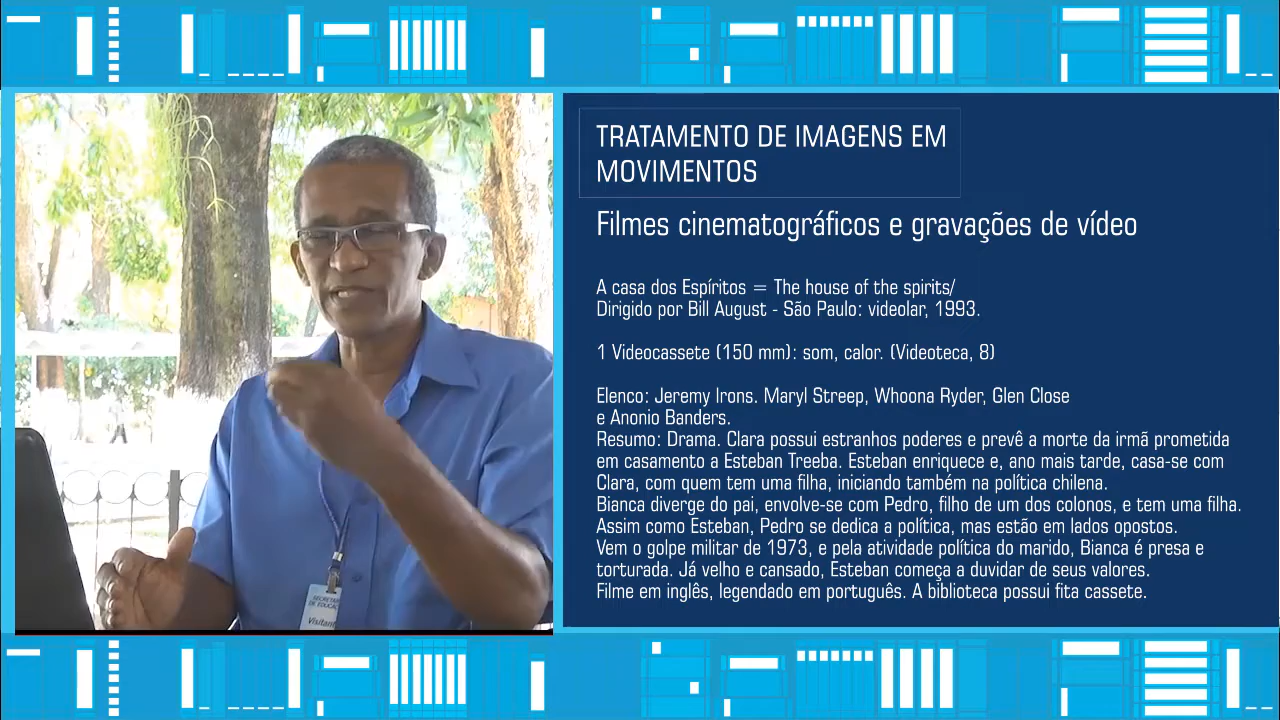 TRATAMENTO DE IMAGENS EM
MOVIMENTOS
Filmes cinematográficos e gravações de vídeo
A casa dos Espíritos = The house of the spirits/
Dirigido por Bill August - São Paulo: videolar, 1993.
1 Videocassete (150 mm): som, calor. (Videoteca, 8)
Elenco: Jeremy Irons. Maryl Streep, Whoona Ryder, Glen Close
e Anonio Banders.
Resumo: Drama. Clara possui estranhos poderes e prevê a morte da irmã prometida
em casamento a Esteban Treeba. Esteban enriquece e, ano mais tarde, casa-se com
Clara, com quem tem uma filha, iniciando também na política chilena.
Bianca diverge do pai, envolve-se com Pedro, filho de um dos colonos, e tem uma filha.
Assim como Esteban, Pedro se dedica a política, mas estão em lados opostos.
Vem o golpe militar de 1973, e pela atividade política do marido, Bianca é presa e
torturada. Já velho e cansado, Esteban começa a duvidar de seus valores.
Filme em inglês, legendado em português. A biblioteca possui fita cassete.
DE EDUCA
Visitant